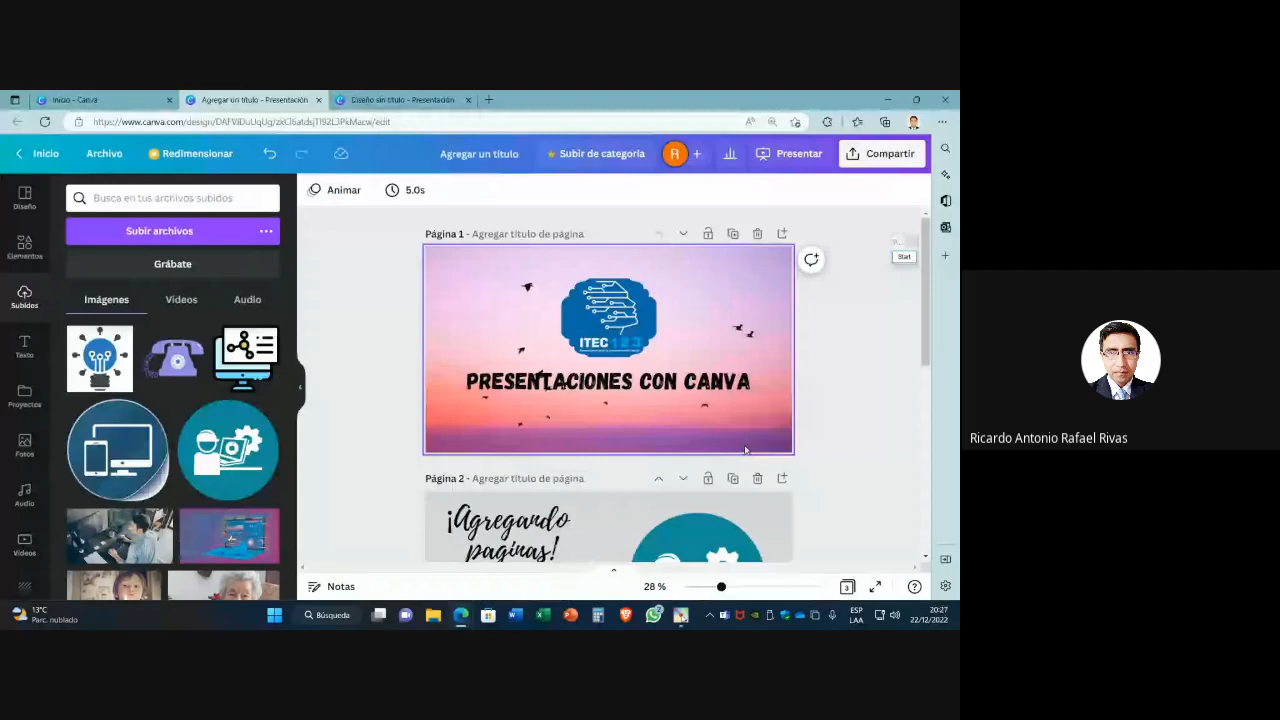 Inicio - Canva
Agregar un título - Presentación
Diseño sin título - Presentación
Inicio
Archivo
Redimensionar
Agregar un título
Subir de categoría
R
Presentar
Compartir
Diseño
Elementos
Subidos
Texto
Proyectos
Fotos
Audio
Videos
Busca en tus archivos subidos
Subir archivos
Grábate
Imágenes
Videos
Audio
Animar
5.0s
Página 1 - Agregar título de página
Start
ITEC 123
PRESENTACIONES CON CANVA
Página 2 - Agregar título de página
¡Agregando
paginas!
Notas
28 %
3
13°C
Parc. nublado
Búsqueda
ESP
LAA
20:27
22/12/2022
Ricardo Antonio Rafael Rivas